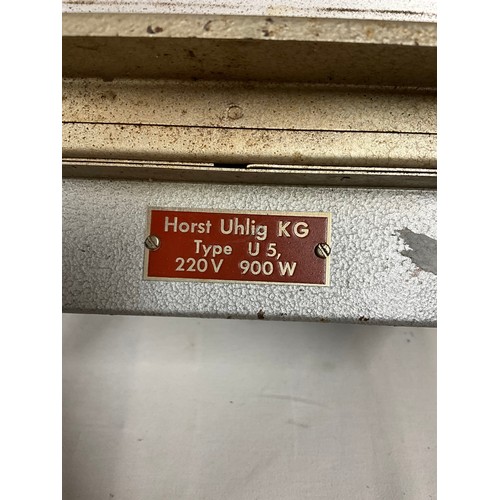 Horst Uhlig KG
Type U 5,
220V 900 W